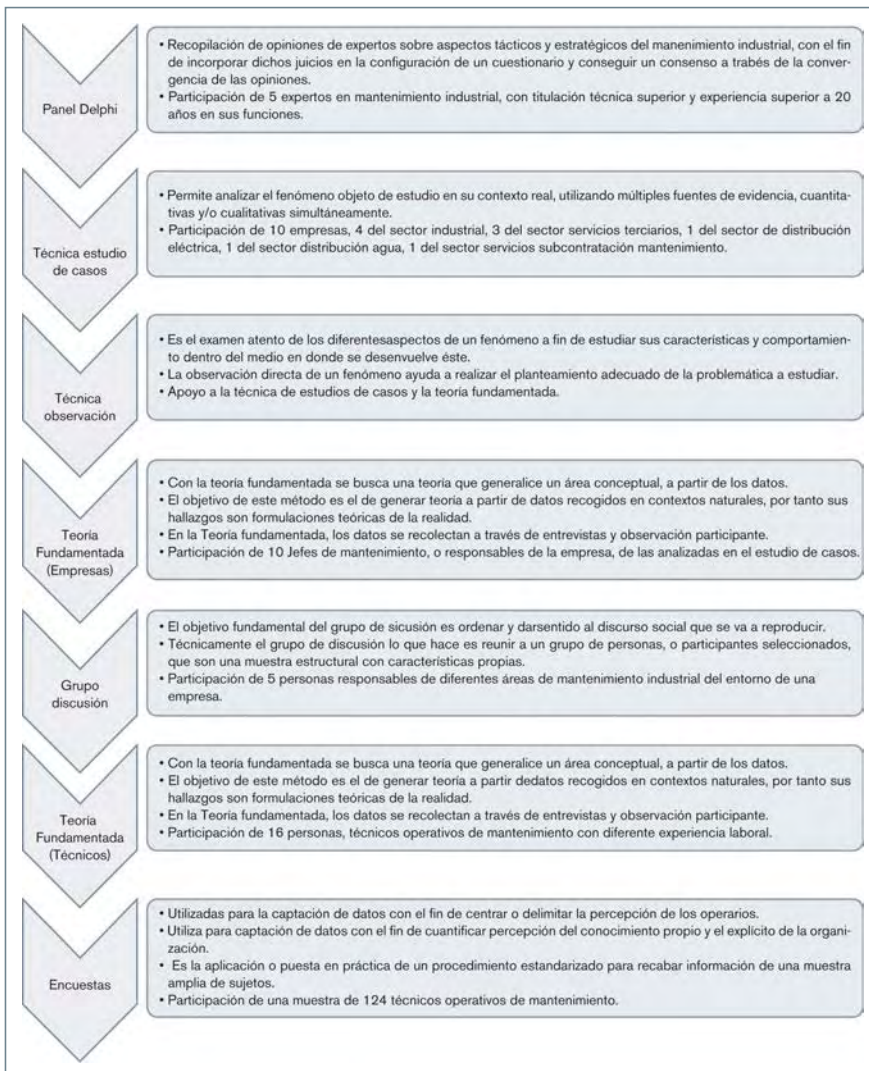 Panel Delphi
• Recopilación de opiniones de expertos sobre aspectos tácticos y estratégicos del manenimiento industrial, con el fin
de incorporar dichos juicios en la configuración de un cuestionario y conseguir un consenso a trabés de la conver-
gencia de las opiniones.
• Participación de 5 expertos en mantenimiento industrial, con titulación técnica superior y experiencia superior a 20
años en sus funciones.
Técnica estudio
de casos
• Permite analizar el fenómeno objeto de estudio en su contexto real, utilizando múltiples fuentes de evidencia, cuantita-
tivas y/o cualitativas simultáneamente.
• Participación de 10 empresas, 4 del sector industrial, 3 del sector servicios terciarios, 1 del sector de distribución
eléctrica, 1 del sector distribución agua, 1 del sector servicios subcontratación mantenimiento.
Técnica
observación
• Es el examen atento de los diferentesaspectos de un fenómeno a fin de estudiar sus características y comportamien-
to dentro del medio en donde se desenvuelve éste.
• La observación directa de un fenómeno ayuda a realizar el planteamiento adecuado de la problemática a estudiar.
• Apoyo a la técnica de estudios de casos y la teoría fundamentada.
Teoría
Fundamentada
(Empresas)
• Con la teoría fundamentada se busca una teoría que generalice un área conceptual, a partir de los datos.
• El objetivo de este método es el de generar teoría a partir de datos recogidos en contextos naturales, por tanto sus
hallazgos son formulaciones teóricas de la realidad.
• En la Teoría fundamentada, los datos se recolectan a través de entrevistas y observación participante.
• Participación de 10 Jefes de mantenimiento, o responsables de la empresa, de las analizadas en el estudio de casos.
Grupo
discusión
• El objetivo fundamental del grupo de sicusión es ordenar y darsentido al discurso social que se va a reproducir.
• Técnicamente el grupo de discusión lo que hace es reunir a un grupo de personas, o participantes seleccionados,
que son una muestra estructural con características propias.
• Participación de 5 personas responsables de diferentes áreas de mantenimiento industrial del entorno de una
empresa.
Teoría
Fundamentada
(Técnicos)
• Con la teoría fundamentada se busca una teoría que generalice un área conceptual, a partir de los datos.
• El objetivo de este método es el de generar teoría a partir dedatos recogidos en contextos naturales, por tanto sus
hallazgos son formulaciones teóricas de la realidad.
• En la Teoría fundamentada, los datos se recolectan a través de entrevistas y observación participante.
• Participación de 16 personas, técnicos operativos de mantenimiento con diferente experiencia laboral.
Encuestas
• Utilizadas para la captación de datos con el fin de centrar o delimitar la percepción de los operarios.
• Utiliza para captación de datos con el fin de cuantificar percepción del conocimiento propio y el explícito de la organi-
zación.
• Es la aplicación o puesta en práctica de un procedimiento estandarizado para recabar información de una muestra
amplia de sujetos.
• Participación de una muestra de 124 técnicos operativos de mantenimiento.